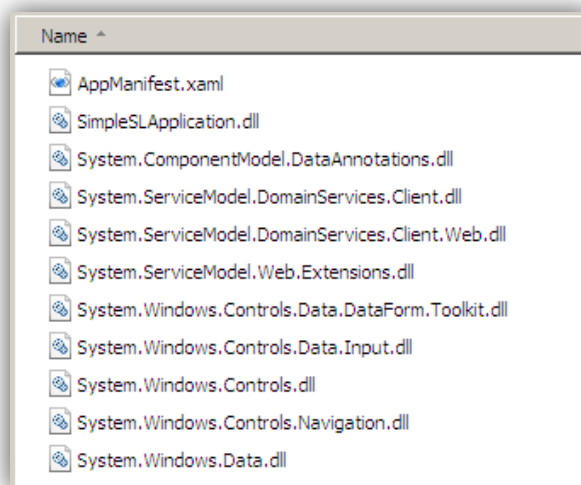 Name
AppManifest.xaml
SimpleSLApplication.dll
System.ComponentModel.DataAnnotations.dll
System.ServiceModel.DomainServices.Client.dll
System.ServiceModel.DomainServices.Client.Web.dll
System.ServiceModel.Web.Extensions.dll
System.Windows.Controls.Data.DataForm.Toolkit.dll
System.Windows.Controls.Data.Input.dll
System.Windows.Controls.dll
System.Windows.Controls.Navigation.dll
System.Windows.Data.dll